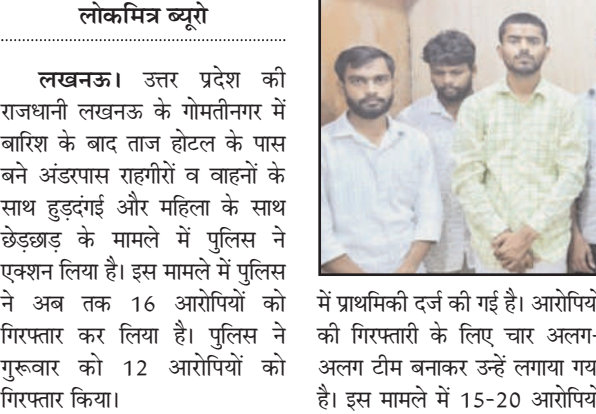 लोकमित्र ब्यूरो
लखनऊ। उत्तर प्रदेश की
राजधानी लखनऊ के गोमतीनगर में
बारिश के बाद ताज होटल के पास
बने अंडरपास राहगीरों व वाहनों के
साथ हुड़दंगई और महिला के साथ
छेड़छाड़ के मामले में पुलिस ने
एक्शन लिया है। इस मामले में पुलिस
ने अब तक 16 आरोपियों को
गिरफ्तार कर लिया है। पुलिस ने
गुरूवार को 12 आरोपियों को
गिरफ्तार किया।
में प्राथमिकी दर्ज की गई है। आरोपिये
की गिरफ्तारी के लिए चार अलग-
अलग टीम बनाकर उन्हें लगाया गय
है। इस मामले में 15-20 आरोपिये